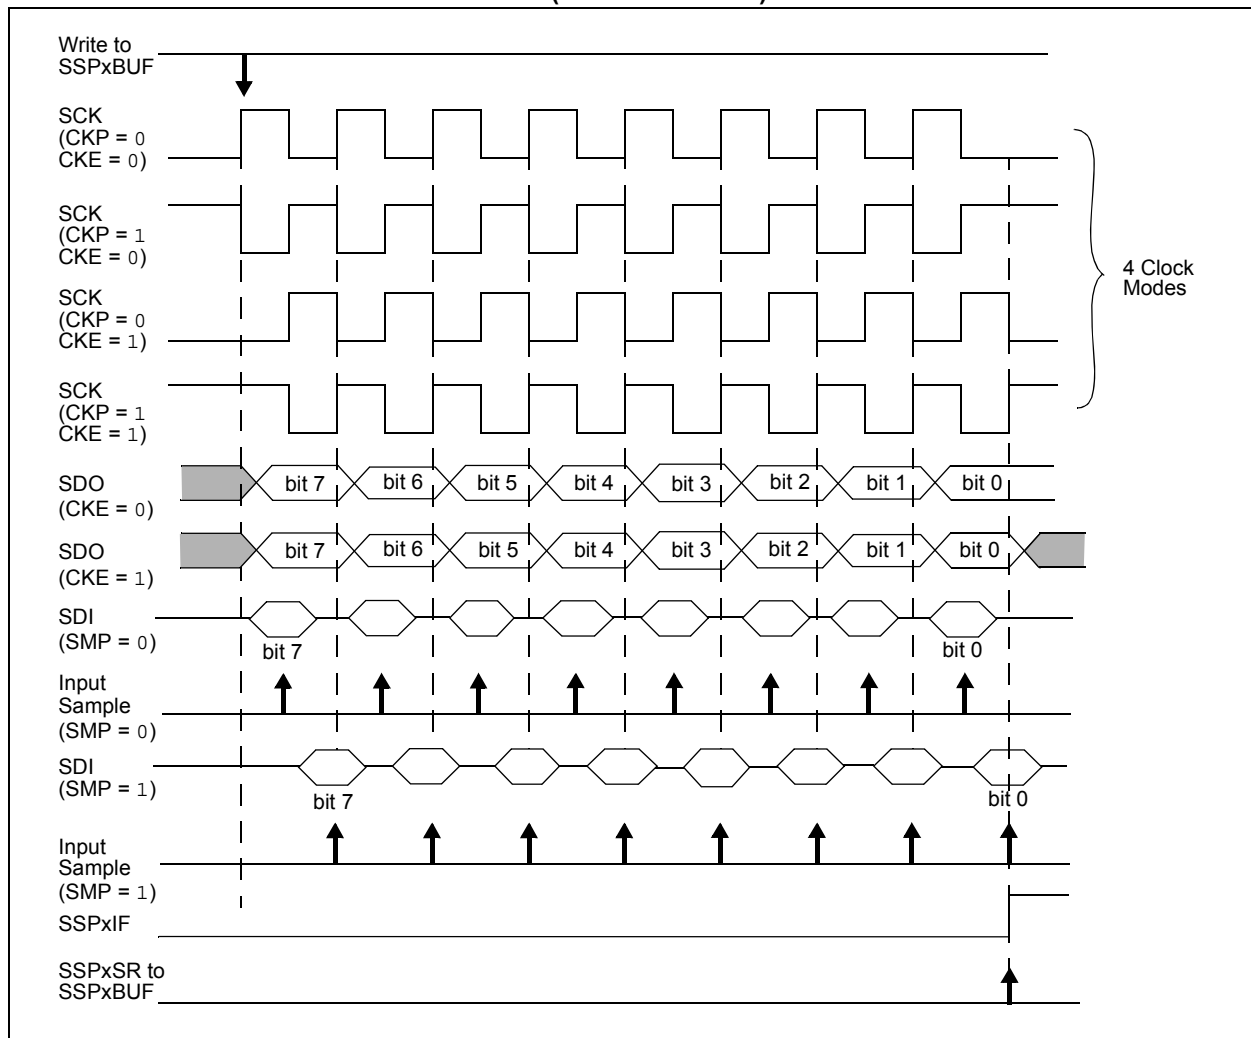 Write to
SSPxBUF
SCK
(CKP = 0
CKE = 0)
SCK
(CKP = 1
CKE = 0)
SCK
(CKP = 0
CKE = 1)
SCK
(CKP = 1
CKE = 1)
4 Clock
Modes
SDO
(CKE = 0)
bit 7 bit 6 bit 5 bit 4 bit 3 bit 2 bit 1 bit 0
SDO
(CKE = 1)
bit 7 bit 6 bit 5 bit 4 bit 3 bit 2 bit 1 bit 0
SDI
(SMP = 0)
bit 7 bit 0
Input
Sample
(SMP = 0)
SDI
(SMP = 1)
bit 7 bit 0
Input
Sample
(SMP = 1)
SSPxIF
SSPxSR to
SSPxBUF